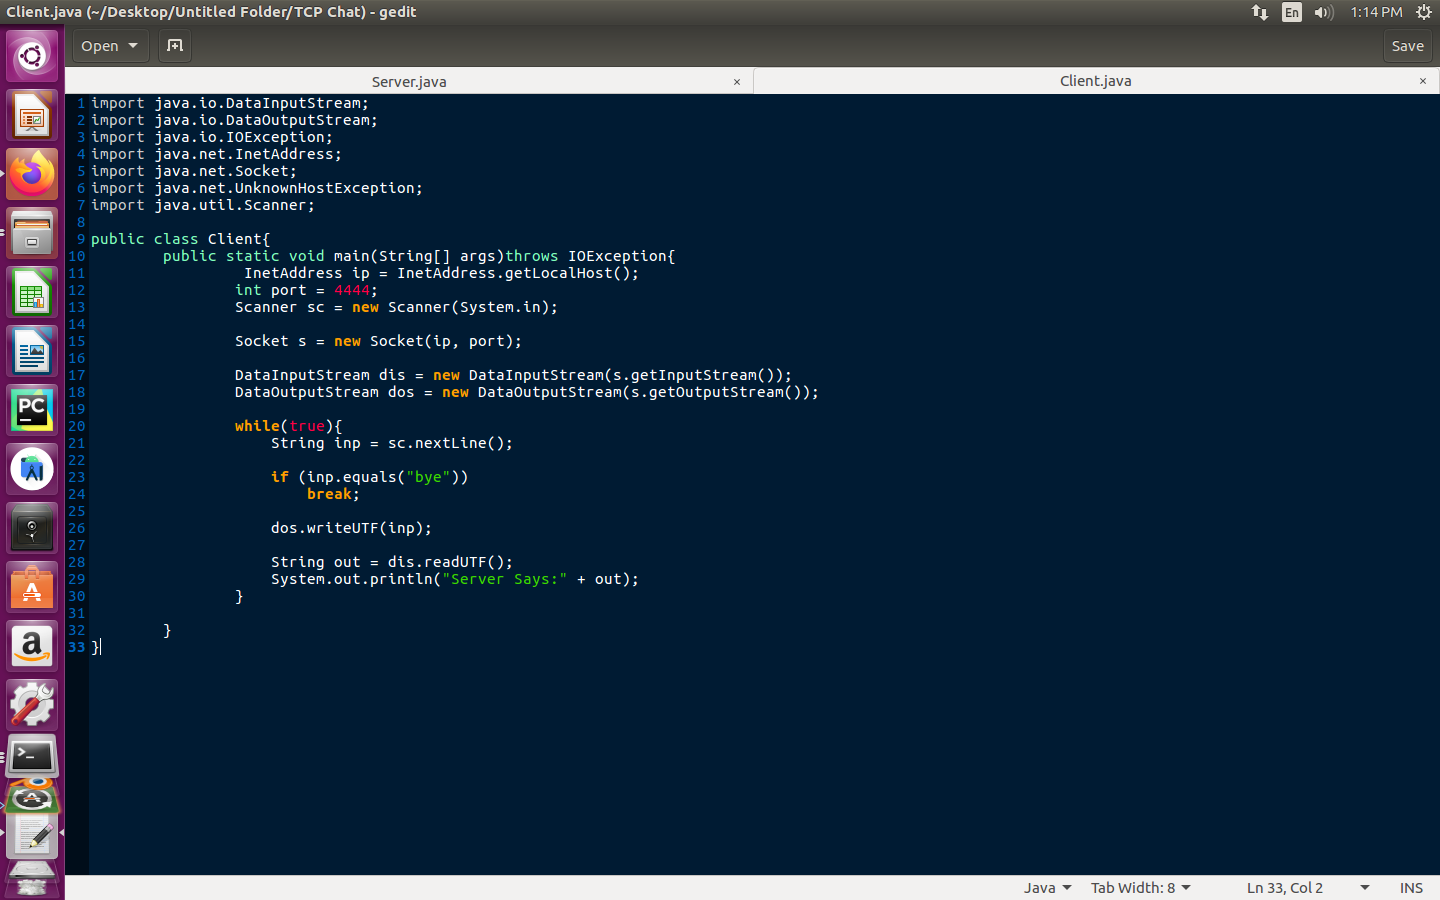 Client.java (~/Desktop/Untitled Folder/TCP Chat) - gedit
En
1:14 PM
Open
Save
Server.java
×
Client.java
×
1 import java.io.DataInputStream;
2 import java.io.DataOutputStream;
3 import java.io.IOException;
4 import java.net.InetAddress;
5 import java.net.Socket;
6 import java.net.UnknownHostException;
7 import java.util.Scanner;
8
9 public class Client{
10 public static void main(String[] args)throws IOException{
11 InetAddress ip = InetAddress.getLocalHost();
12 int port = 4444;
13 Scanner sc = new Scanner(System.in);
14
15 Socket s = new Socket(ip, port);
16
17 DataInputStream dis = new DataInputStream(s.getInputStream());
18 DataOutputStream dos = new DataOutputStream(s.getOutputStream());
19
20 while(true){
21 String inp = sc.nextLine();
22
23 if (inp.equals("bye"))
24 break;
25
26 dos.writeUTF(inp);
27
28 String out = dis.readUTF();
29 System.out.println("Server Says:" + out);
30 }
31
32 }
33 }
PC
a
>_
Java
Tab Width: 8
Ln 33, Col 2
INS